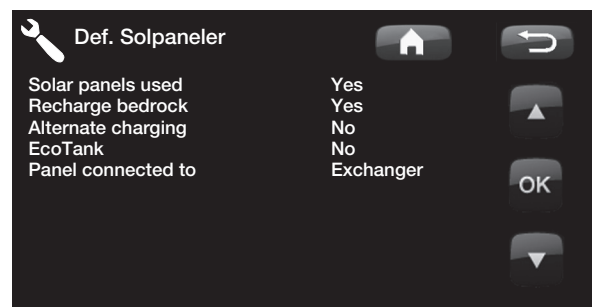 Def. Solpaneler
Solar panels used Yes
Recharge bedrock Yes
Alternate charging No
EcoTank No
Panel connected to Exchanger
OK